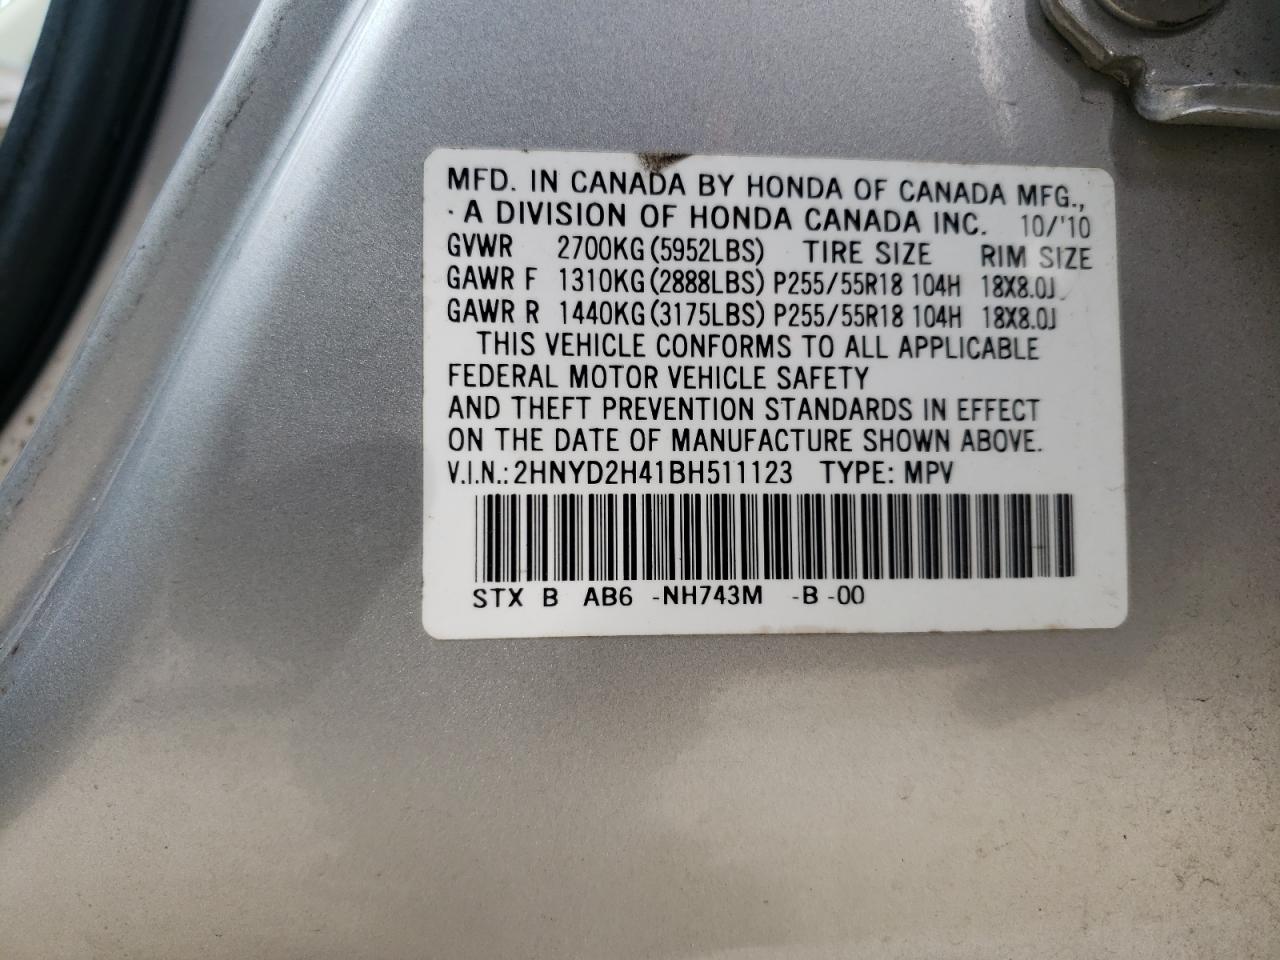 MFD. IN CANADA BY HONDA OF CANADA MFG.,
A DIVISION OF HONDA CANADA INC. 10/'10
GVWR 2700KG (5952LBS) TIRE SIZE RIM SIZE
GAWR F 1310KG (2888LBS) P255/55R18 104H 18X8.0J
GAWR R 1440KG (3175LBS) P255/55R18 104H 18X8.0J
THIS VEHICLE CONFORMS TO ALL APPLICABLE
FEDERAL MOTOR VEHICLE SAFETY
AND THEFT PREVENTION STANDARDS IN EFFECT
ON THE DATE OF MANUFACTURE SHOWN ABOVE.
V.I.N.: 2HNYD2H41BH511123 TYPE: MPV
STX B AB6 -NH743M -B -00